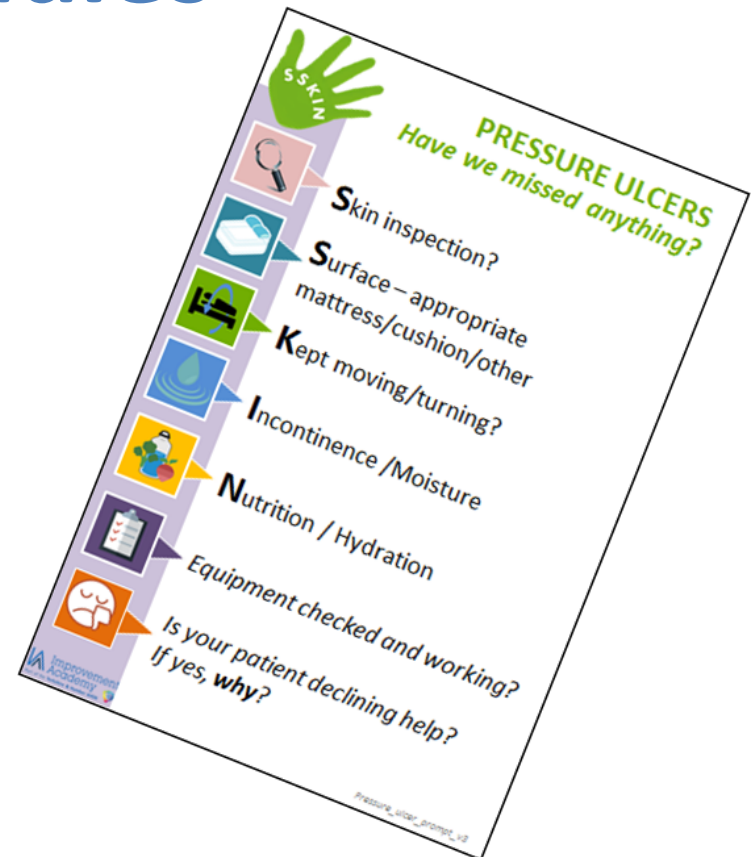 SSKIN
PRESSURE ULCERS
Have we missed anything?
Skin inspection?
Surface – appropriate
mattress/cushion/other
Kept moving/turning?
Incontinence /Moisture
Nutrition / Hydration
Equipment checked and working?
Is your patient declining help?
If yes, why?
Improvement
Academy
Pressure_ulcer_prompt_v2